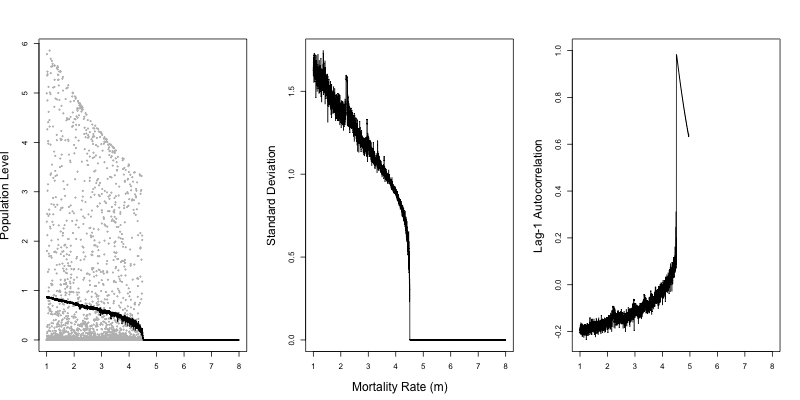 Population Level
6
5
4
3
2
1
0
1 2 3 4 5 6 7 8
Standard Deviation
1.5
1.0
0.5
0.0
1 2 3 4 5 6 7 8
Mortality Rate (m)
Lag-1 Autocorrelation
1.0
0.8
0.6
0.4
0.2
0.0
-0.2
1 2 3 4 5 6 7 8